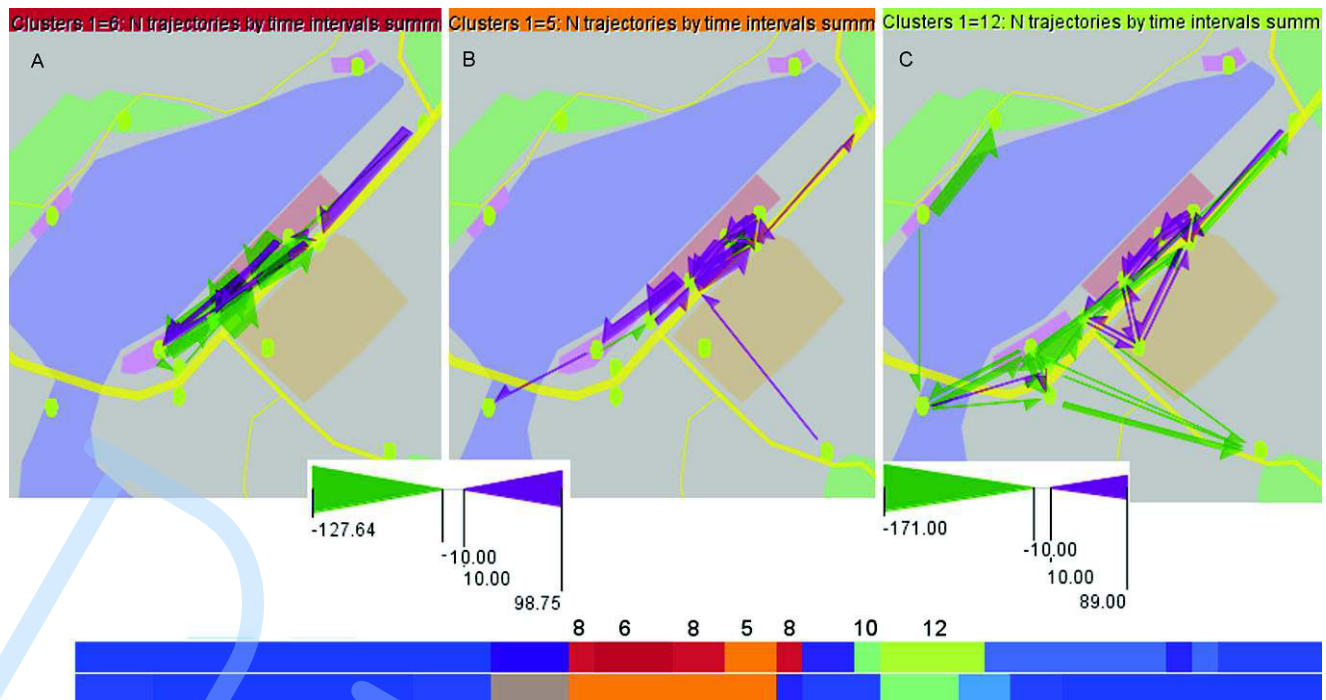 Clusters 1=6: N trajectories by time intervals summ
Clusters 1=5: N trajectories by time intervals summ
Clusters 1=12: N trajectories by time intervals summ
A
B
C
-127.64
-10.00
10.00
98.75
-171.00
-10.00
10.00
89.00
8 6 8 5 8 10 12